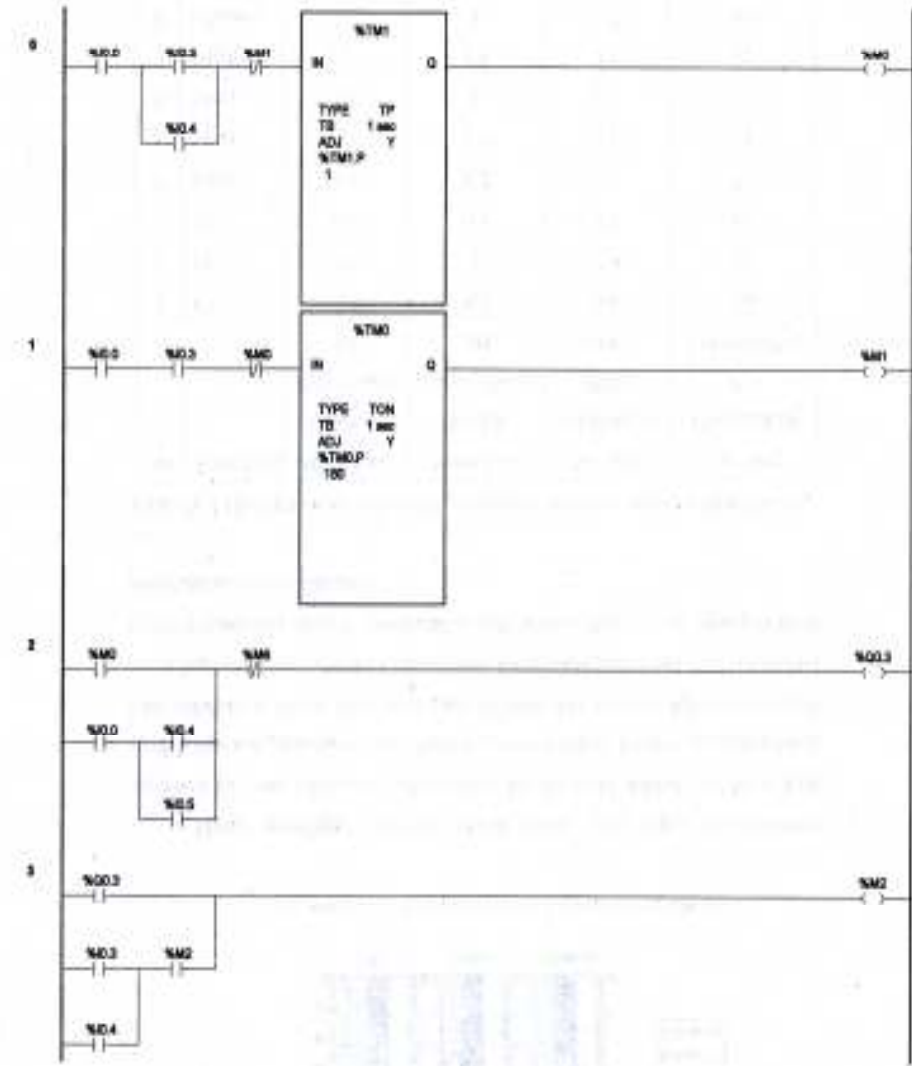 0
%I0.0 %I0.3 %M1 %TM1 %M0
IN Q
%I0.4
TYPE TP
TB 1 sec
ADJ Y
%TM1.P
1
1
%I0.0 %I0.3 %M0 %TM0 %M1
IN Q
TYPE TON
TB 1 sec
ADJ Y
%TM0.P
180
2
%M0 %Q0.3
%I0.0 %I0.4
%I0.5
3
%Q0.3 %M2
%I0.3 %M2
%I0.4